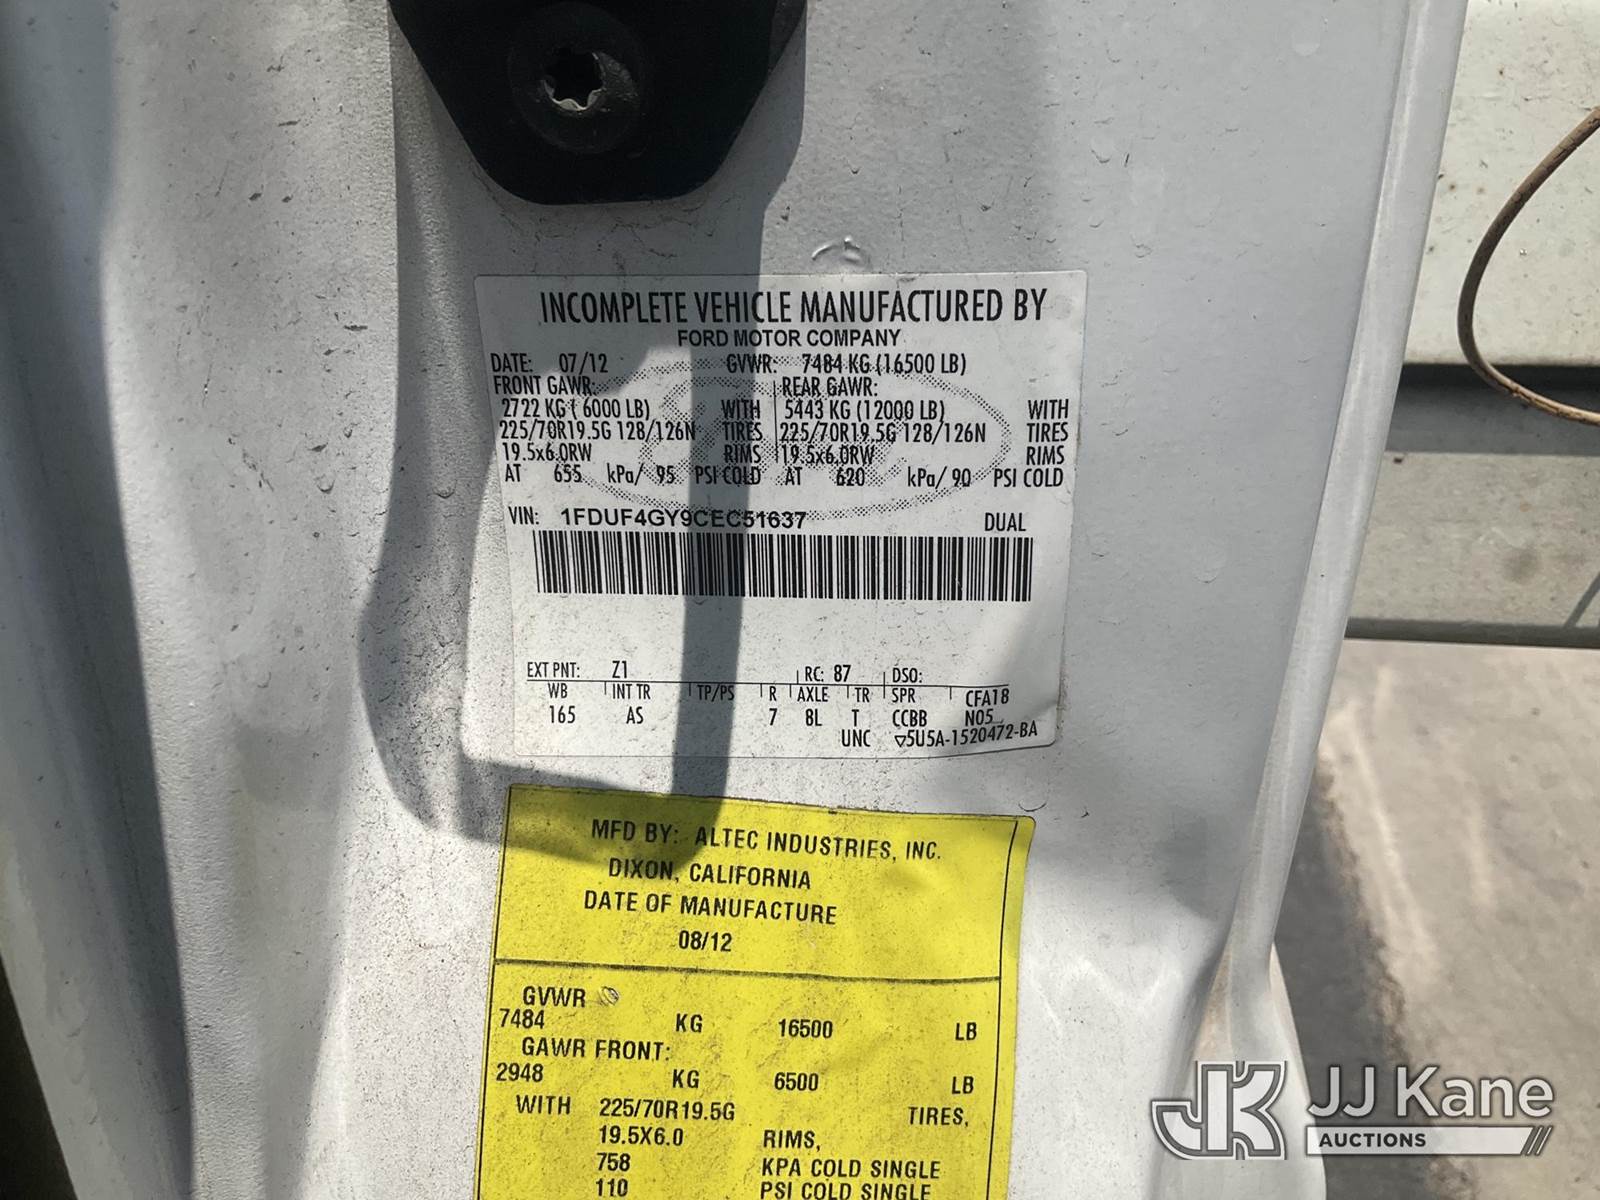 INCOMPLETE VEHICLE MANUFACTURED BY
FORD MOTOR COMPANY
DATE: 07/12 GVWR: 7484 KG (16500 LB)
FRONT GAWR: REAR GAWR:
2722 KG ( 6000 LB) WITH 5443 KG (12000 LB) WITH
225/70R19.5G 128/126N TIRES 225/70R19.5G 128/126N TIRES
19.5x6.0RW RIMS 19.5x6.0RW RIMS
AT 655 kPa/ 95 PSI COLD AT 620 kPa/ 90 PSI COLD
VIN: 1FDUF4GY9CEC51637 DUAL
EXT PNT: Z1 RC: 87 DSO:
WB INT TR TP/PS R AXLE TR SPR CFA18
165 AS 7 8L T CCBB N05
UNC ▽5U5A-1520472-BA
MFD BY: ALTEC INDUSTRIES, INC.
DIXON, CALIFORNIA
DATE OF MANUFACTURE
08/12
GVWR
7484 KG 16500 LB
GAWR FRONT:
2948 KG 6500 LB
WITH 225/70R19.5G TIRES,
19.5X6.0 RIMS,
758 KPA COLD SINGLE
110 PSI COLD SINGLE
JK JJ Kane
AUCTIONS